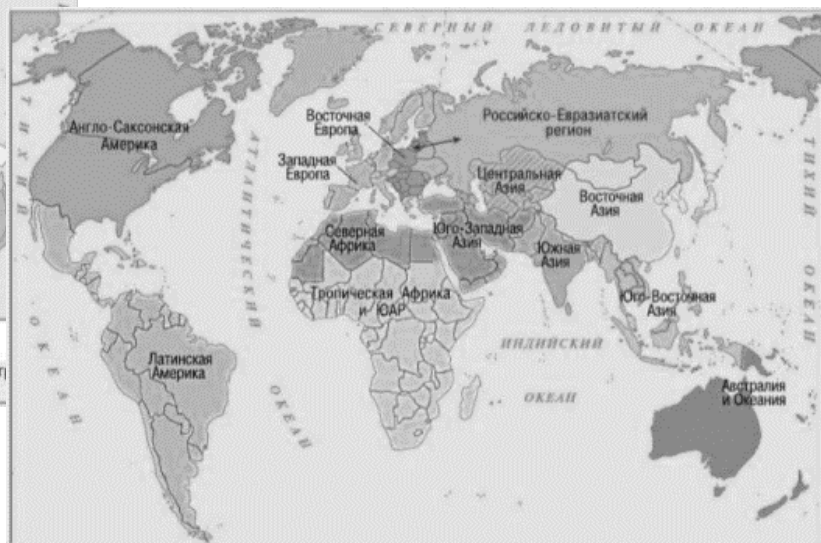 СЕВЕРНЫЙ ЛЕДОВИТЫЙ ОКЕАН
ТИХИЙ
ОКЕАН
Англо-Саксонская
Америка
АТЛАНТИЧЕСКИЙ
ОКЕАН
Восточная
Европа
Западная
Европа
Российско-Евразиатский
регион
Центральная
Азия
Восточная
Азия
ТИХИЙ
ОКЕАН
Северная
Африка
Юго-Западная
Азия
Южная
Азия
Тропическая Африка
и ЮАР
Юго-Восточная
Азия
Латинская
Америка
ИНДИЙСКИЙ
ОКЕАН
Австралия
и Океания